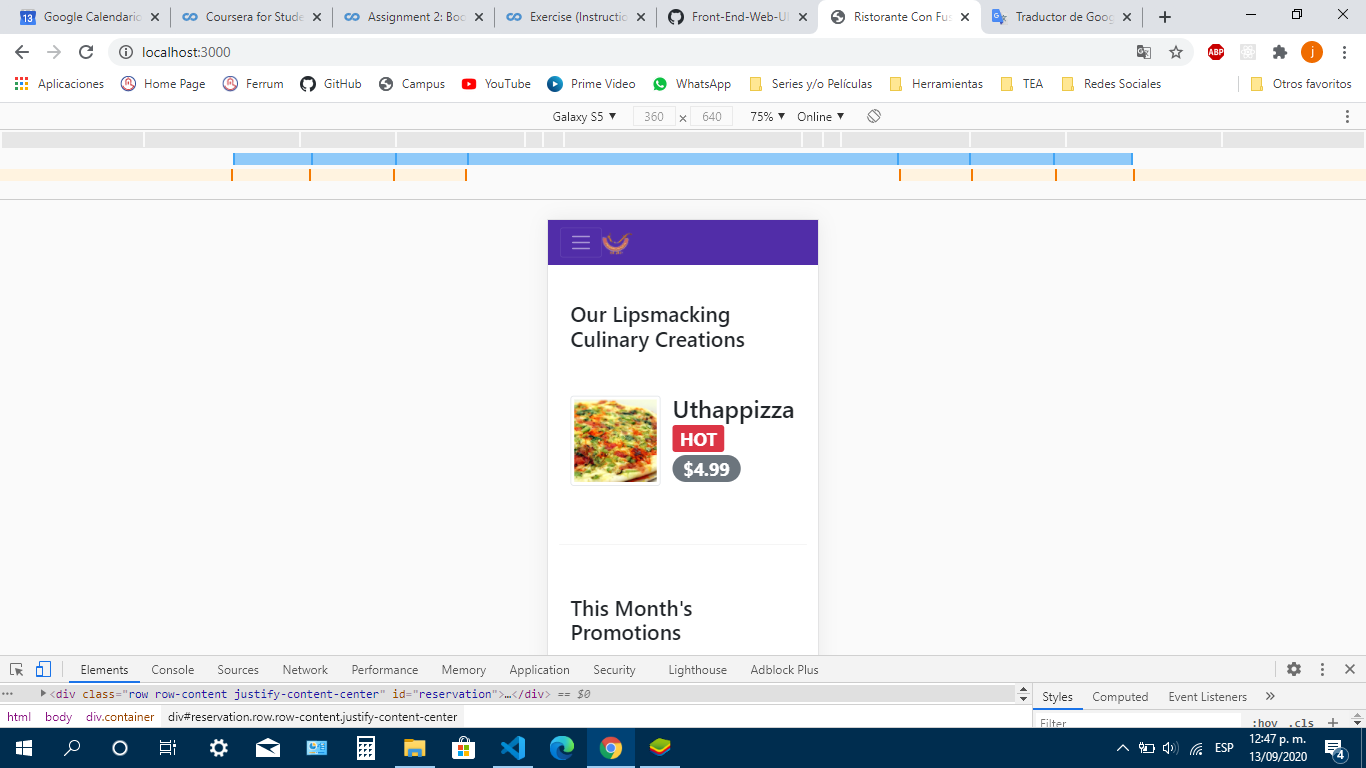 13 Google Calendario
Coursera for Stude
Assignment 2: Boo
Exercise (Instructio
Front-End-Web-UI
Ristorante Con Fus
Traductor de Goog
localhost:3000
ABP
j
Aplicaciones
Home Page
Ferrum
GitHub
Campus
YouTube
Prime Video
WhatsApp
Series y/o Películas
Herramientas
TEA
Redes Sociales
Otros favoritos
Galaxy S5 ▼ 360 × 640 75% ▼ Online ▼
Our Lipsmacking
Culinary Creations
Uthappizza
HOT
$4.99
This Month's
Promotions
Elements Console Sources Network Performance Memory Application Security Lighthouse Adblock Plus
<div class="row row-content justify-content-center" id="reservation">…</div> == $0
Styles Computed Event Listeners »
html body div.container div#reservation.row.row-content.justify-content-center
Filter :hov .cls +
ESP
12:47 p. m.
13/09/2020
4